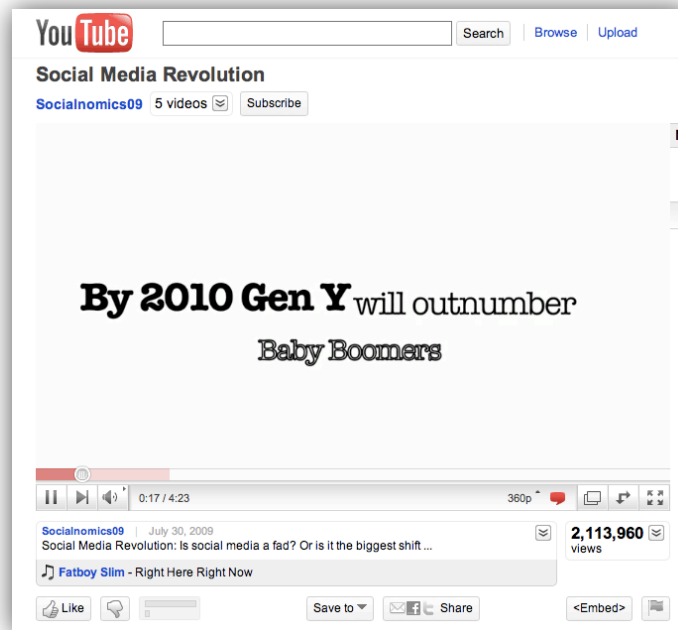 YouTube Search Browse Upload
Social Media Revolution
Socialnomics09 5 videos Subscribe
By 2010 Gen Y will outnumber
Baby Boomers
0:17 / 4:23 360p
Socialnomics09 July 30, 2009
Social Media Revolution: Is social media a fad? Or is it the biggest shift ...
2,113,960
views
Fatboy Slim - Right Here Right Now
Like Save to Share <Embed>